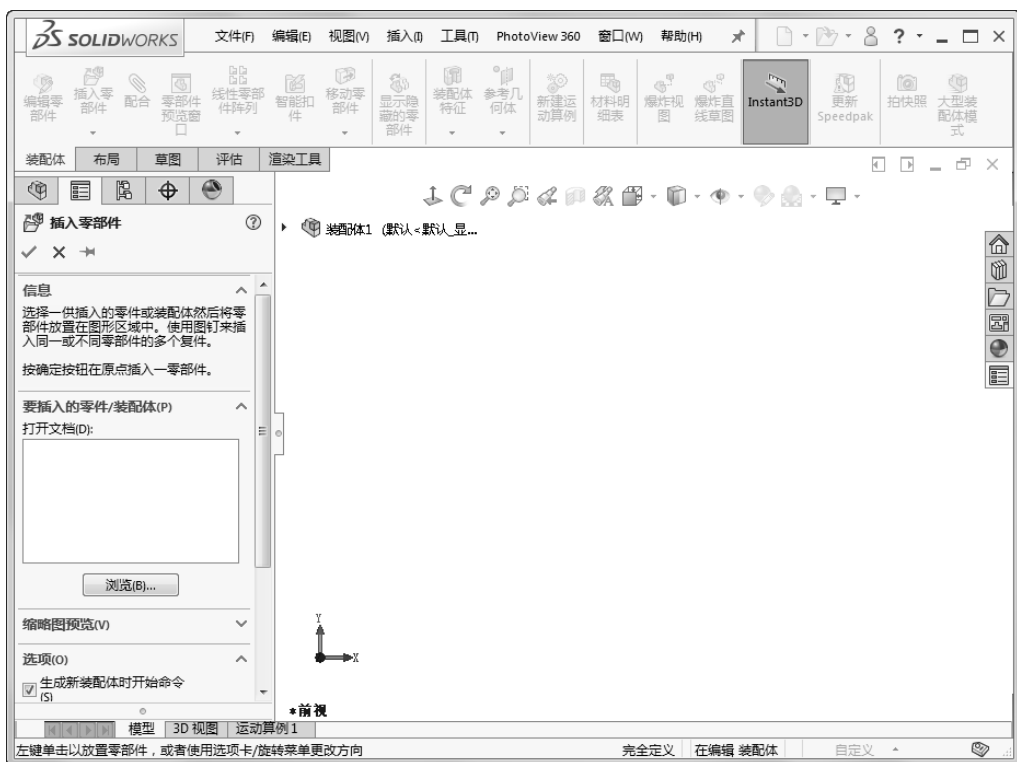 SOLIDWORKS 文件(F) 编辑(E) 视图(V) 插入(I) 工具(T) PhotoView 360 窗口(W) 帮助(H) ?
编辑零部件 插入零部件 配合 零部件预览窗口 线性零部件阵列 智能扣件 移动零部件 显示隐藏的零部件 装配体特征 参考几何体 新建运动算例 材料明细表 爆炸视图 爆炸直线草图 Instant3D 更新Speedpak 拍快照 大型装配体模式
装配体 布局 草图 评估 渲染工具
插入零部件
装配体1 (默认<默认_显...
信息
选择一供插入的零件或装配体然后将零
部件放置在图形区域中。使用图钉来插
入同一或不同零部件的多个复件。
按确定按钮在原点插入一零部件。
要插入的零件/装配体(P)
打开文档(D):
浏览(B)...
缩略图预览(V)
选项(O)
生成新装配体时开始命令
(S)
Y
X
*前视
模型 3D 视图 运动算例1
左键单击以放置零部件，或者使用选项卡/旋转菜单更改方向 完全定义 在编辑 装配体 自定义